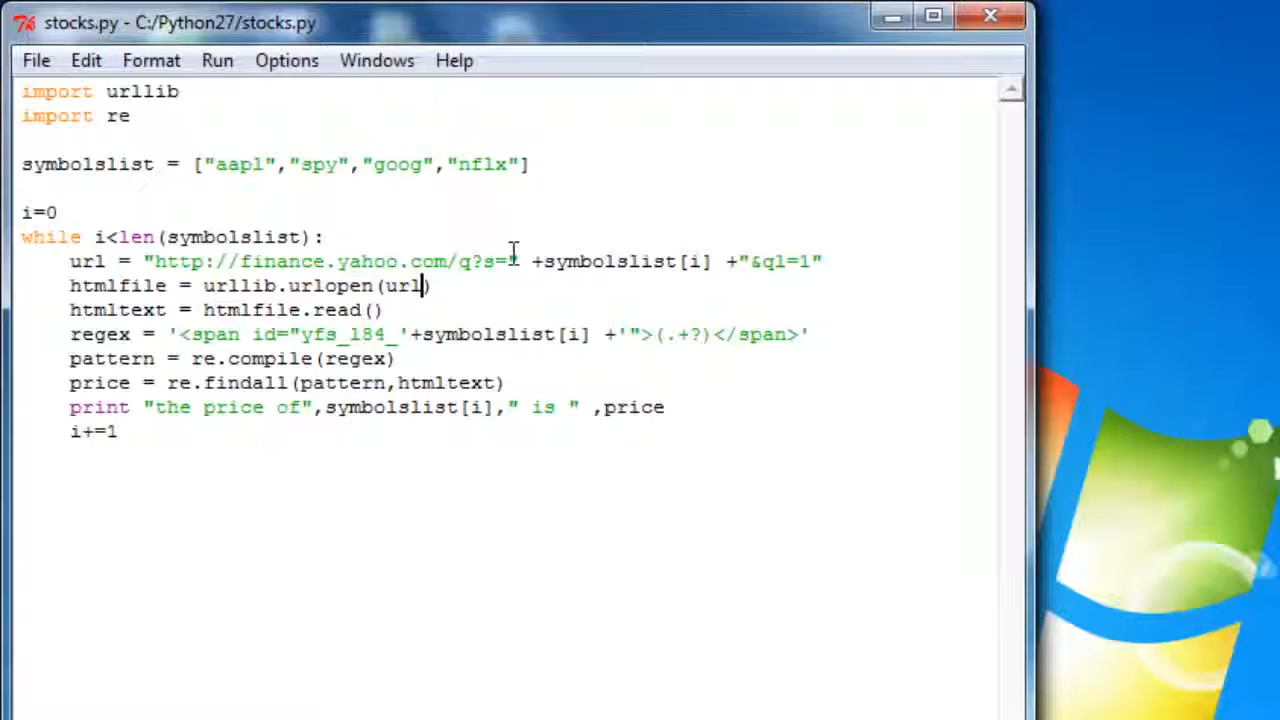 stocks.py - C:/Python27/stocks.py
File Edit Format Run Options Windows Help
import urllib
import re
symbolslist = ["aapl","spy","goog","nflx"]
i=0
while i<len(symbolslist):
    url = "http://finance.yahoo.com/q?s=" +symbolslist[i] +"&ql=1"
    htmlfile = urllib.urlopen(url)
    htmltext = htmlfile.read()
    regex = '<span id="yfs_l84_'+symbolslist[i] +'">(.+?)</span>'
    pattern = re.compile(regex)
    price = re.findall(pattern,htmltext)
    print "the price of",symbolslist[i]," is " ,price
    i+=1